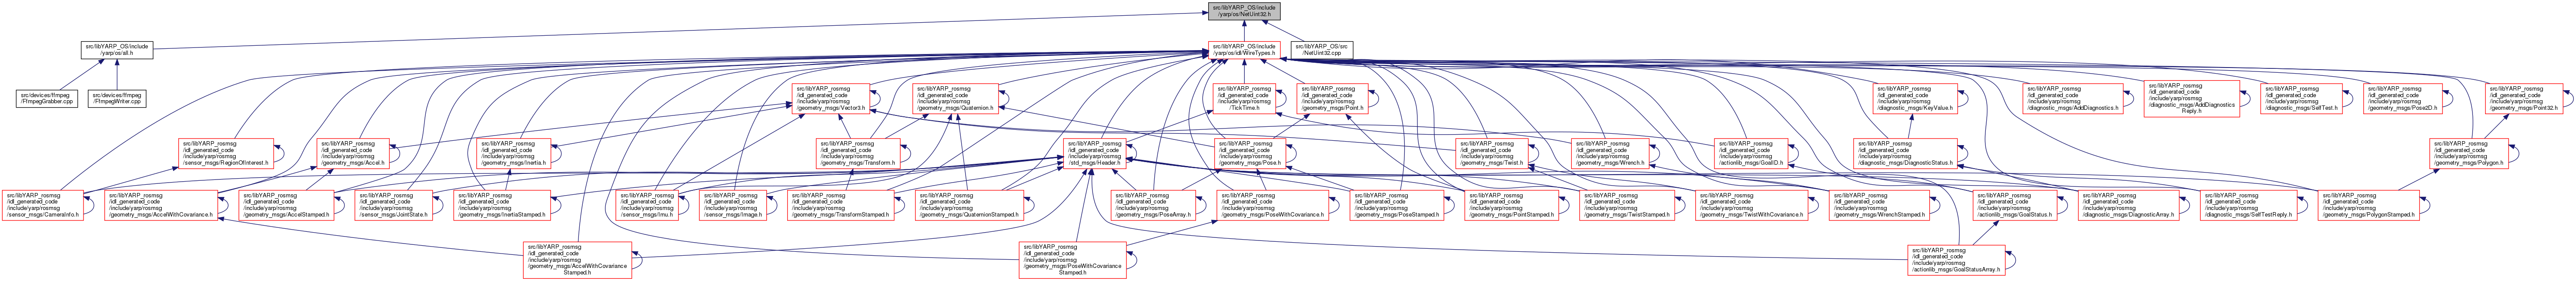 src/libYARP_OS/include
/yarp/os/NetUint32.h
src/libYARP_OS/include
/yarp/os/all.h
src/libYARP_OS/include
/yarp/os/idl/WireTypes.h
src/libYARP_OS/src
/NetUint32.cpp
src/devices/ffmpeg
/FfmpegGrabber.cpp
src/devices/ffmpeg
/FfmpegWriter.cpp
src/libYARP_rosmsg
/idl_generated_code
/include/yarp/rosmsg
/geometry_msgs/Vector3.h
src/libYARP_rosmsg
/idl_generated_code
/include/yarp/rosmsg
/geometry_msgs/Quaternion.h
src/libYARP_rosmsg
/idl_generated_code
/include/yarp/rosmsg
/TickTime.h
src/libYARP_rosmsg
/idl_generated_code
/include/yarp/rosmsg
/geometry_msgs/Point.h
src/libYARP_rosmsg
/idl_generated_code
/include/yarp/rosmsg
/diagnostic_msgs/KeyValue.h
src/libYARP_rosmsg
/idl_generated_code
/include/yarp/rosmsg
/diagnostic_msgs/AddDiagnostics.h
src/libYARP_rosmsg
/idl_generated_code
/include/yarp/rosmsg
/diagnostic_msgs/AddDiagnostics
Reply.h
src/libYARP_rosmsg
/idl_generated_code
/include/yarp/rosmsg
/diagnostic_msgs/SelfTest.h
src/libYARP_rosmsg
/idl_generated_code
/include/yarp/rosmsg
/geometry_msgs/Pose2D.h
src/libYARP_rosmsg
/idl_generated_code
/include/yarp/rosmsg
/geometry_msgs/Point32.h
src/libYARP_rosmsg
/idl_generated_code
/include/yarp/rosmsg
/sensor_msgs/RegionOfInterest.h
src/libYARP_rosmsg
/idl_generated_code
/include/yarp/rosmsg
/geometry_msgs/Accel.h
src/libYARP_rosmsg
/idl_generated_code
/include/yarp/rosmsg
/geometry_msgs/Inertia.h
src/libYARP_rosmsg
/idl_generated_code
/include/yarp/rosmsg
/geometry_msgs/Transform.h
src/libYARP_rosmsg
/idl_generated_code
/include/yarp/rosmsg
/std_msgs/Header.h
src/libYARP_rosmsg
/idl_generated_code
/include/yarp/rosmsg
/geometry_msgs/Pose.h
src/libYARP_rosmsg
/idl_generated_code
/include/yarp/rosmsg
/geometry_msgs/Twist.h
src/libYARP_rosmsg
/idl_generated_code
/include/yarp/rosmsg
/geometry_msgs/Wrench.h
src/libYARP_rosmsg
/idl_generated_code
/include/yarp/rosmsg
/actionlib_msgs/GoalID.h
src/libYARP_rosmsg
/idl_generated_code
/include/yarp/rosmsg
/diagnostic_msgs/DiagnosticStatus.h
src/libYARP_rosmsg
/idl_generated_code
/include/yarp/rosmsg
/geometry_msgs/Polygon.h
src/libYARP_rosmsg
/idl_generated_code
/include/yarp/rosmsg
/sensor_msgs/CameraInfo.h
src/libYARP_rosmsg
/idl_generated_code
/include/yarp/rosmsg
/geometry_msgs/AccelWithCovariance.h
src/libYARP_rosmsg
/idl_generated_code
/include/yarp/rosmsg
/geometry_msgs/AccelStamped.h
src/libYARP_rosmsg
/idl_generated_code
/include/yarp/rosmsg
/sensor_msgs/JointState.h
src/libYARP_rosmsg
/idl_generated_code
/include/yarp/rosmsg
/geometry_msgs/InertiaStamped.h
src/libYARP_rosmsg
/idl_generated_code
/include/yarp/rosmsg
/sensor_msgs/Imu.h
src/libYARP_rosmsg
/idl_generated_code
/include/yarp/rosmsg
/sensor_msgs/Image.h
src/libYARP_rosmsg
/idl_generated_code
/include/yarp/rosmsg
/geometry_msgs/TransformStamped.h
src/libYARP_rosmsg
/idl_generated_code
/include/yarp/rosmsg
/geometry_msgs/QuaternionStamped.h
src/libYARP_rosmsg
/idl_generated_code
/include/yarp/rosmsg
/geometry_msgs/PoseArray.h
src/libYARP_rosmsg
/idl_generated_code
/include/yarp/rosmsg
/geometry_msgs/PoseWithCovariance.h
src/libYARP_rosmsg
/idl_generated_code
/include/yarp/rosmsg
/geometry_msgs/PoseStamped.h
src/libYARP_rosmsg
/idl_generated_code
/include/yarp/rosmsg
/geometry_msgs/PointStamped.h
src/libYARP_rosmsg
/idl_generated_code
/include/yarp/rosmsg
/geometry_msgs/TwistStamped.h
src/libYARP_rosmsg
/idl_generated_code
/include/yarp/rosmsg
/geometry_msgs/TwistWithCovariance.h
src/libYARP_rosmsg
/idl_generated_code
/include/yarp/rosmsg
/geometry_msgs/WrenchStamped.h
src/libYARP_rosmsg
/idl_generated_code
/include/yarp/rosmsg
/actionlib_msgs/GoalStatus.h
src/libYARP_rosmsg
/idl_generated_code
/include/yarp/rosmsg
/diagnostic_msgs/DiagnosticArray.h
src/libYARP_rosmsg
/idl_generated_code
/include/yarp/rosmsg
/diagnostic_msgs/SelfTestReply.h
src/libYARP_rosmsg
/idl_generated_code
/include/yarp/rosmsg
/geometry_msgs/PolygonStamped.h
src/libYARP_rosmsg
/idl_generated_code
/include/yarp/rosmsg
/geometry_msgs/AccelWithCovariance
Stamped.h
src/libYARP_rosmsg
/idl_generated_code
/include/yarp/rosmsg
/geometry_msgs/PoseWithCovariance
Stamped.h
src/libYARP_rosmsg
/idl_generated_code
/include/yarp/rosmsg
/actionlib_msgs/GoalStatusArray.h